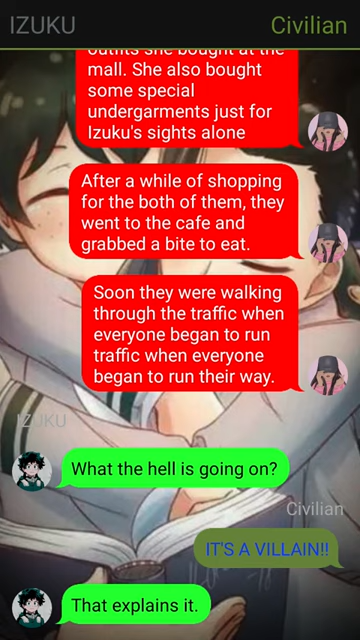 IZUKU
Civilian
outfits she bought at the
mall. She also bought
some special
undergarments just for
Izuku's sights alone
After a while of shopping
for the both of them, they
went to the cafe and
grabbed a bite to eat.
Soon they were walking
through the traffic when
everyone began to run
traffic when everyone
began to run their way.
IZUKU
What the hell is going on?
Civilian
IT'S A VILLAIN!!
That explains it.